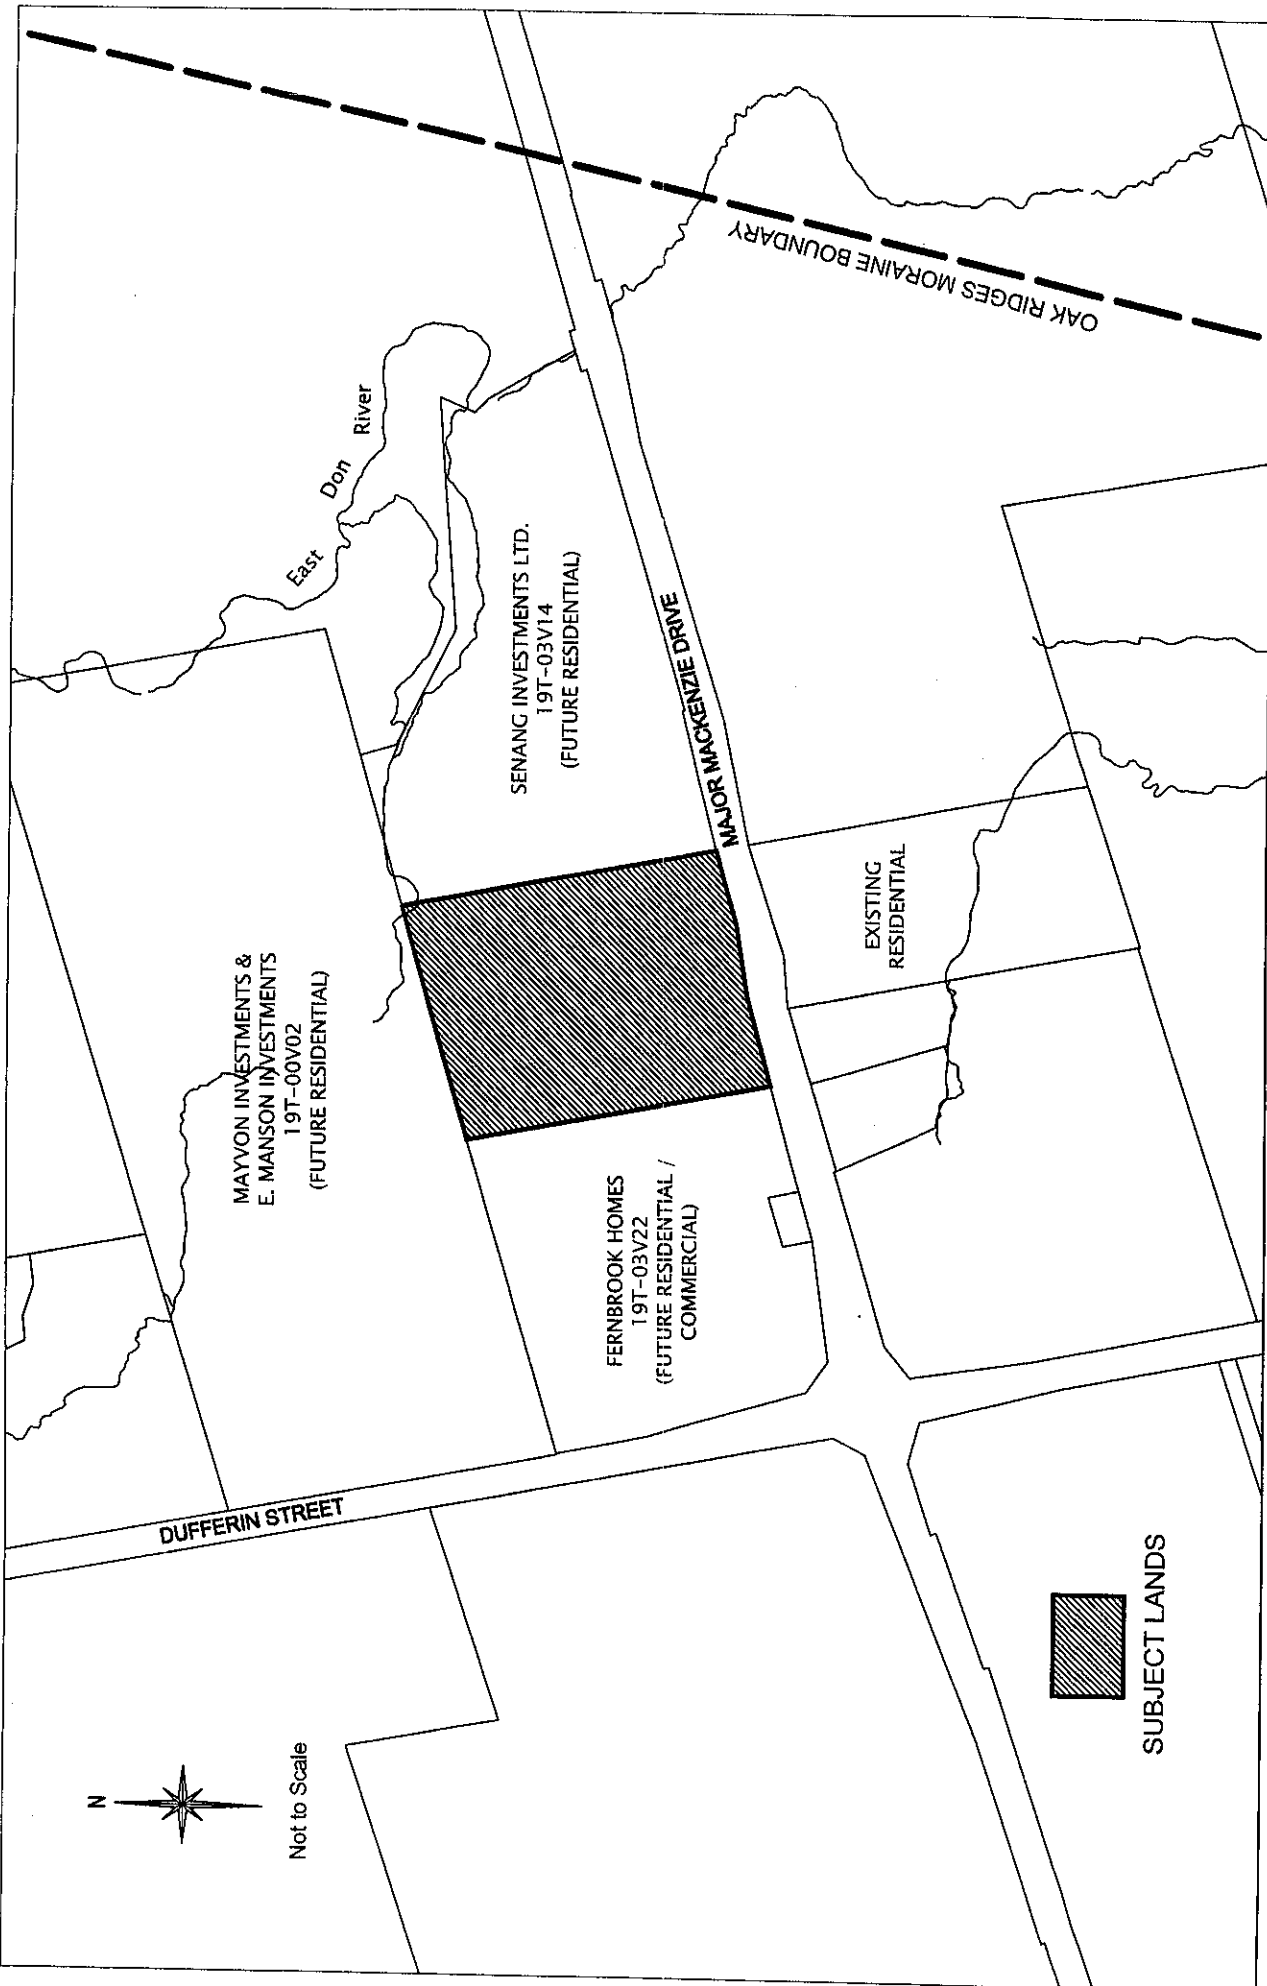 N
Not to Scale
DUFFERIN STREET
MAYVON INVESTMENTS &
E. MANSON INVESTMENTS
19T-00V02
(FUTURE RESIDENTIAL)
East Don River
SENANG INVESTMENTS LTD.
19T-03V14
(FUTURE RESIDENTIAL)
FERNBROOK HOMES
19T-03V22
(FUTURE RESIDENTIAL /
COMMERCIAL)
MAJOR MACKENZIE DRIVE
EXISTING
RESIDENTIAL
OAK RIDGES MORAINE BOUNDARY
SUBJECT LANDS